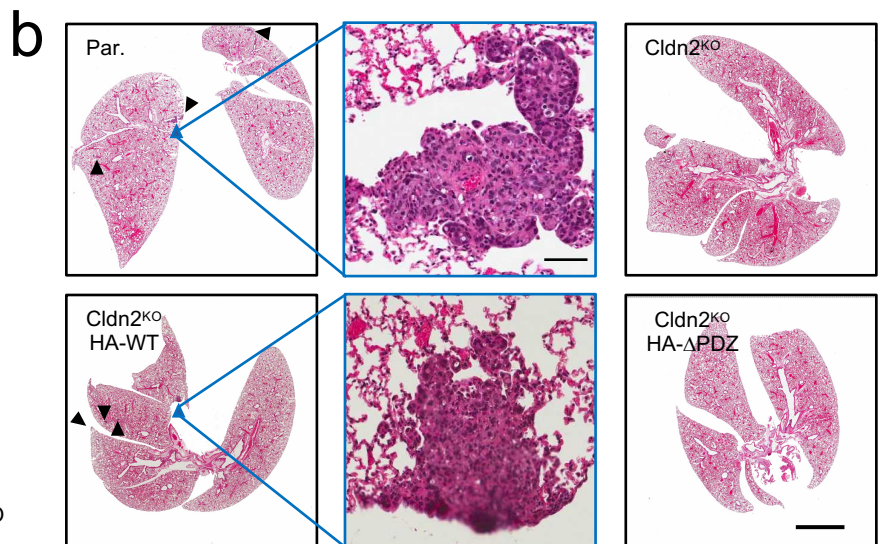 b
Par.
Cldn2ᴷᴼ
Cldn2ᴷᴼ
HA-WT
Cldn2ᴷᴼ
HA-ΔPDZ